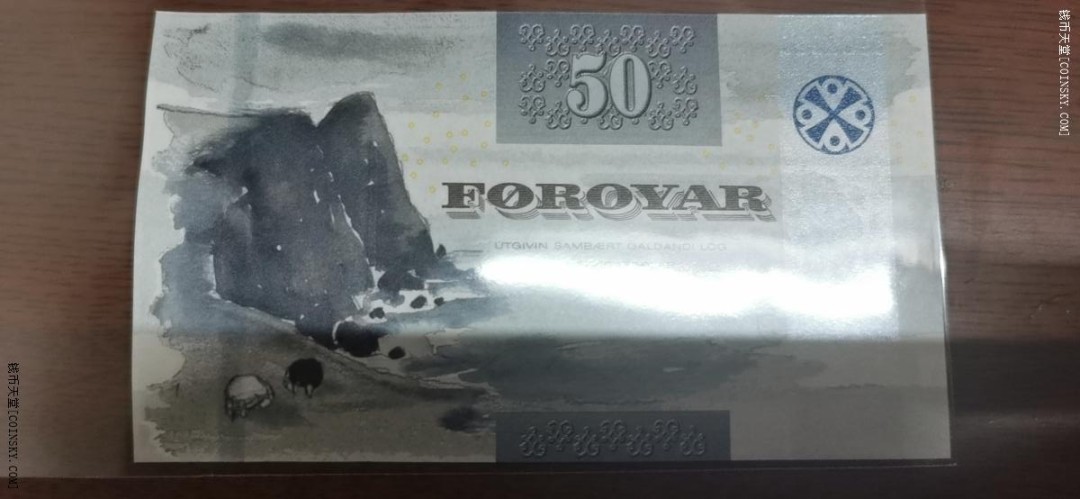 50
FØROYAR
ÚTGIVIN SAMBÆRT GALDANDI LÓG
钱币天堂[COINSKY.COM]
钱币天堂[COINSKY.COM]